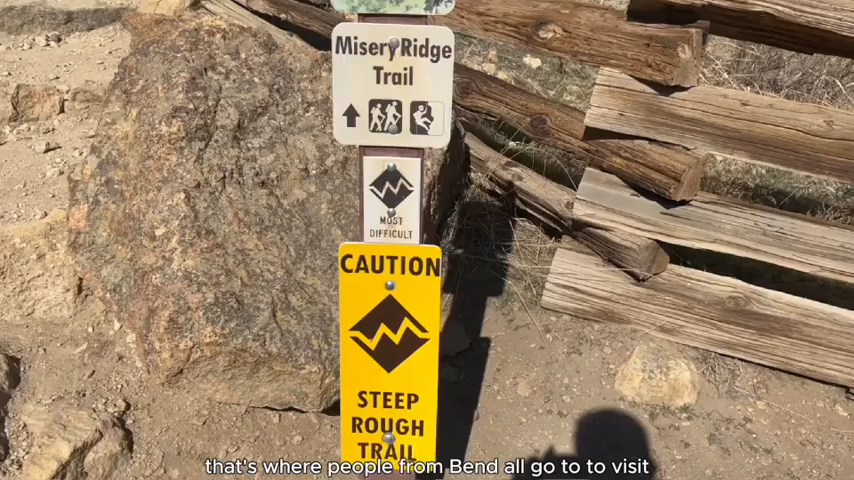 Misery Ridge
Trail
MOST
DIFFICULT
CAUTION
STEEP
ROUGH
TRAIL
that's where people from Bend all go to to visit